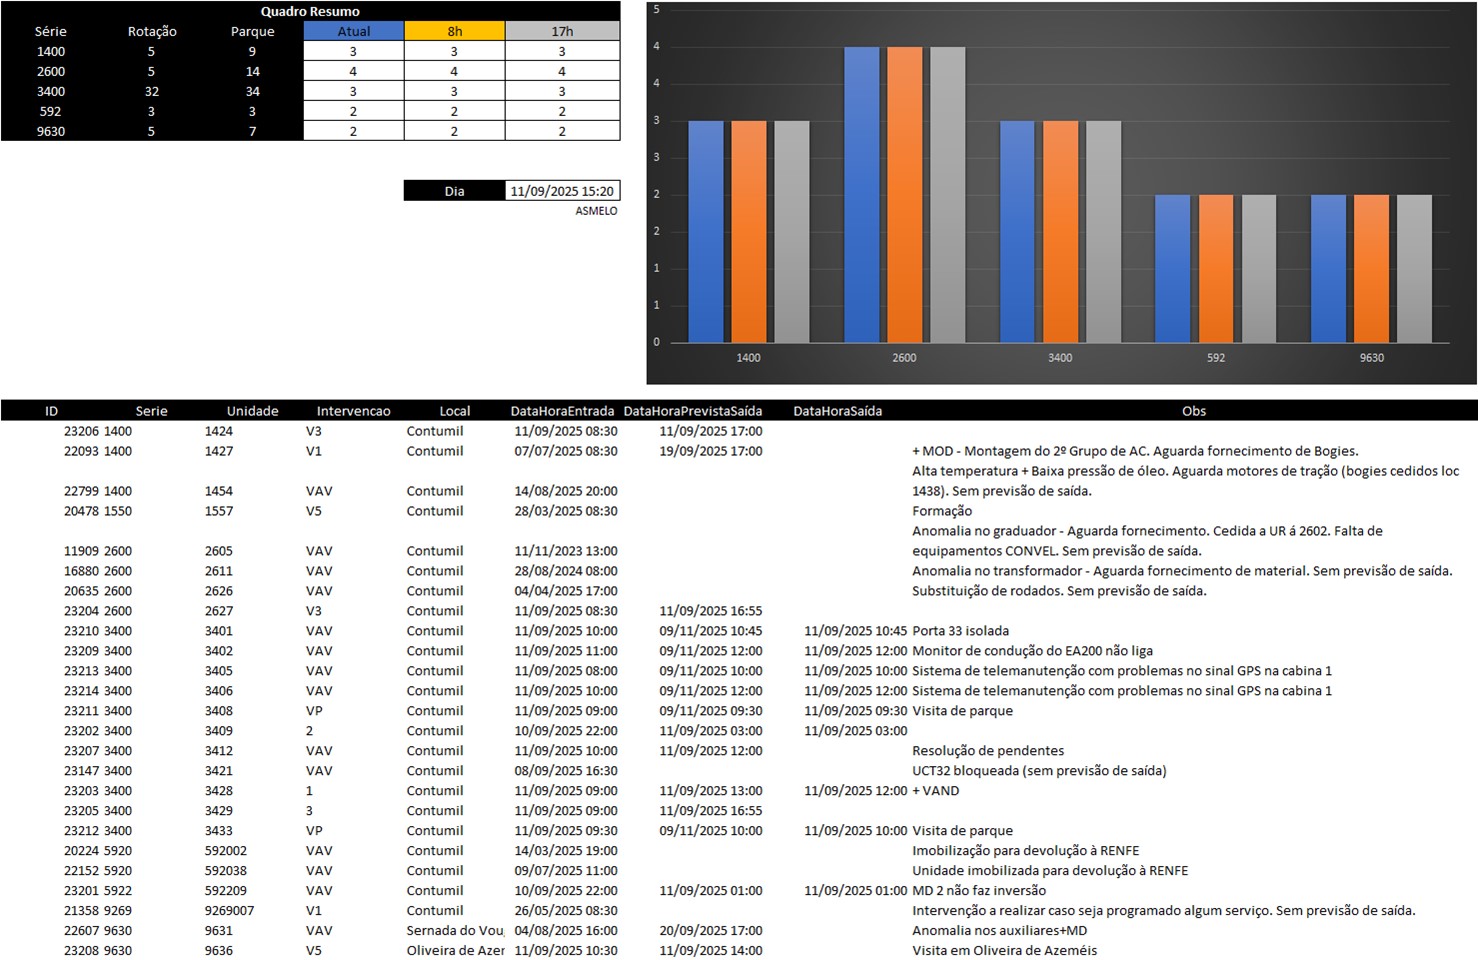 Quadro Resumo
Série Rotação Parque Atual 8h 17h
1400 5 9 3 3 3
2600 5 14 4 4 4
3400 32 34 3 3 3
592 3 3 2 2 2
9630 5 7 2 2 2
Dia 11/09/2025 15:20
ASMELO
5
4
4
3
3
2
2
1
1
0
1400 2600 3400 592 9630
ID Serie Unidade Intervencao Local DataHoraEntrada DataHoraPrevistaSaída DataHoraSaída Obs
23206 1400 1424 V3 Contumil 11/09/2025 08:30 11/09/2025 17:00
22093 1400 1427 V1 Contumil 07/07/2025 08:30 19/09/2025 17:00 + MOD - Montagem do 2º Grupo de AC. Aguarda fornecimento de Bogies.
Alta temperatura + Baixa pressão de óleo. Aguarda motores de tração (bogies cedidos loc
22799 1400 1454 VAV Contumil 14/08/2025 20:00 1438). Sem previsão de saída.
20478 1550 1557 V5 Contumil 28/03/2025 08:30 Formação
Anomalia no graduador - Aguarda fornecimento. Cedida a UR á 2602. Falta de
11909 2600 2605 VAV Contumil 11/11/2023 13:00 equipamentos CONVEL. Sem previsão de saída.
16880 2600 2611 VAV Contumil 28/08/2024 08:00 Anomalia no transformador - Aguarda fornecimento de material. Sem previsão de saída.
20635 2600 2626 VAV Contumil 04/04/2025 17:00 Substituição de rodados. Sem previsão de saída.
23204 2600 2627 V3 Contumil 11/09/2025 08:30 11/09/2025 16:55
23210 3400 3401 VAV Contumil 11/09/2025 10:00 09/11/2025 10:45 11/09/2025 10:45 Porta 33 isolada
23209 3400 3402 VAV Contumil 11/09/2025 11:00 09/11/2025 12:00 11/09/2025 12:00 Monitor de condução do EA200 não liga
23213 3400 3405 VAV Contumil 11/09/2025 08:00 09/11/2025 10:00 11/09/2025 10:00 Sistema de telemanutenção com problemas no sinal GPS na cabina 1
23214 3400 3406 VAV Contumil 11/09/2025 10:00 09/11/2025 12:00 11/09/2025 12:00 Sistema de telemanutenção com problemas no sinal GPS na cabina 1
23211 3400 3408 VP Contumil 11/09/2025 09:00 09/11/2025 09:30 11/09/2025 09:30 Visita de parque
23202 3400 3409 2 Contumil 10/09/2025 22:00 11/09/2025 03:00 11/09/2025 03:00
23207 3400 3412 VAV Contumil 11/09/2025 10:00 11/09/2025 12:00 Resolução de pendentes
23147 3400 3421 VAV Contumil 08/09/2025 16:30 UCT32 bloqueada (sem previsão de saída)
23203 3400 3428 1 Contumil 11/09/2025 09:00 11/09/2025 13:00 11/09/2025 12:00 + VAND
23205 3400 3429 3 Contumil 11/09/2025 09:00 11/09/2025 16:55
23212 3400 3433 VP Contumil 11/09/2025 09:30 09/11/2025 10:00 11/09/2025 10:00 Visita de parque
20224 5920 592002 VAV Contumil 14/03/2025 19:00 Imobilização para devolução à RENFE
22152 5920 592038 VAV Contumil 09/07/2025 11:00 Unidade imobilizada para devolução à RENFE
23201 5922 592209 VAV Contumil 10/09/2025 22:00 11/09/2025 01:00 11/09/2025 01:00 MD 2 não faz inversão
21358 9269 9269007 V1 Contumil 26/05/2025 08:30 Intervenção a realizar caso seja programado algum serviço. Sem previsão de saída.
22607 9630 9631 VAV Sernada do Vou 04/08/2025 16:00 20/09/2025 17:00 Anomalia nos auxiliares+MD
23208 9630 9636 V5 Oliveira de Azer 11/09/2025 10:30 11/09/2025 14:00 Visita em Oliveira de Azeméis